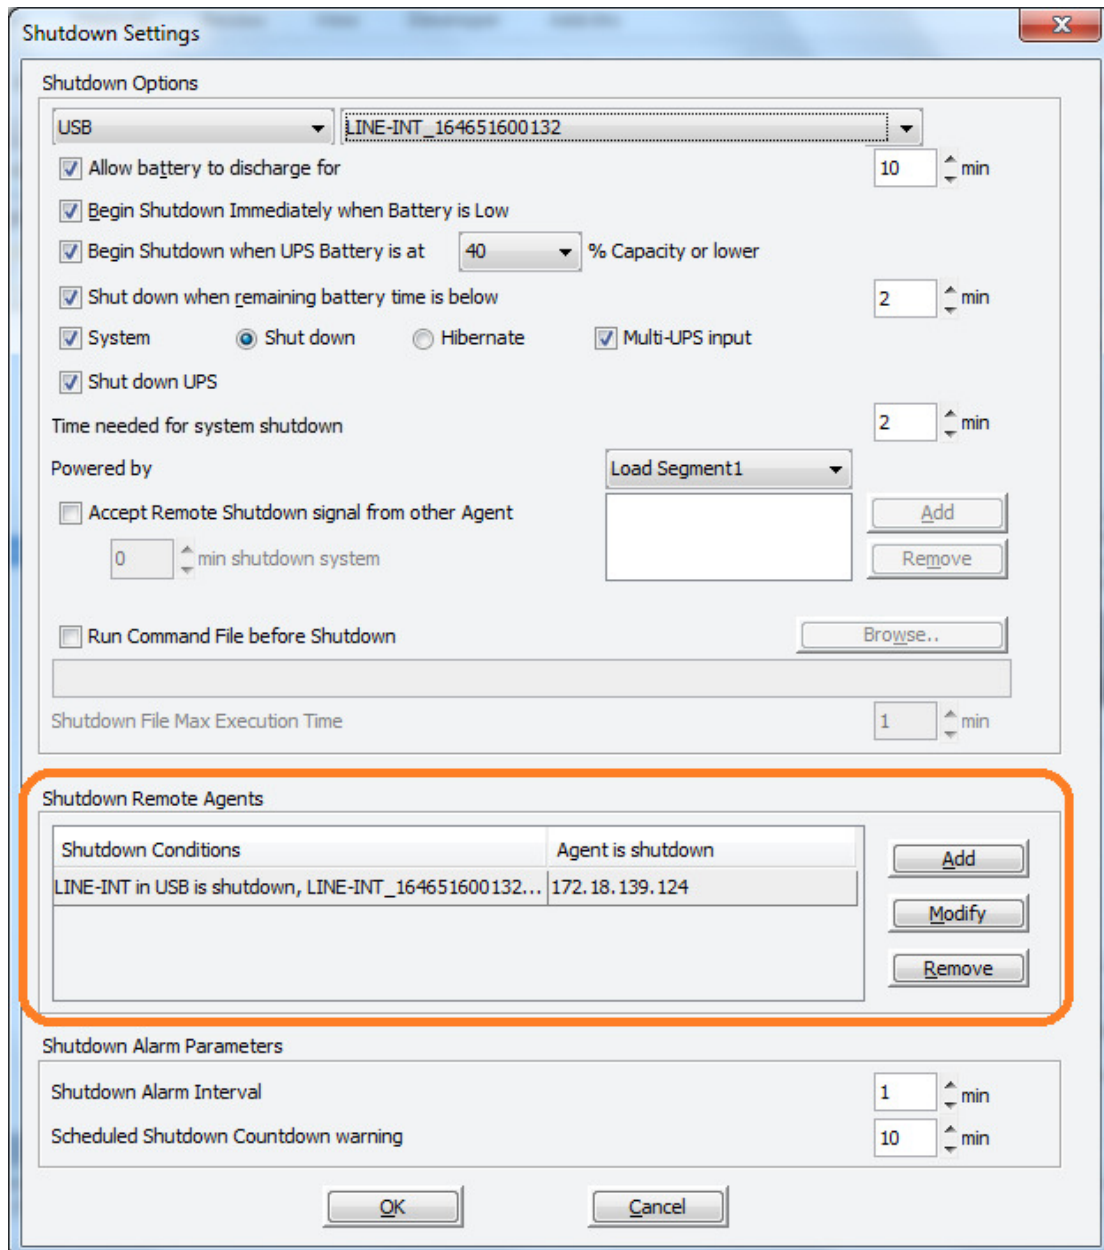 Shutdown Settings
Shutdown Options
USB LINE-INT_164651600132
Allow battery to discharge for 10 min
Begin Shutdown Immediately when Battery is Low
Begin Shutdown when UPS Battery is at 40 % Capacity or lower
Shut down when remaining battery time is below 2 min
System Shut down Hibernate Multi-UPS input
Shut down UPS
Time needed for system shutdown 2 min
Powered by Load Segment1
Accept Remote Shutdown signal from other Agent Add
0 min shutdown system Remove
Run Command File before Shutdown Browse..
Shutdown File Max Execution Time 1 min
Shutdown Remote Agents
Shutdown Conditions Agent is shutdown Add
LINE-INT in USB is shutdown, LINE-INT_164651600132... 172.18.139.124
Modify
Remove
Shutdown Alarm Parameters
Shutdown Alarm Interval 1 min
Scheduled Shutdown Countdown warning 10 min
OK Cancel